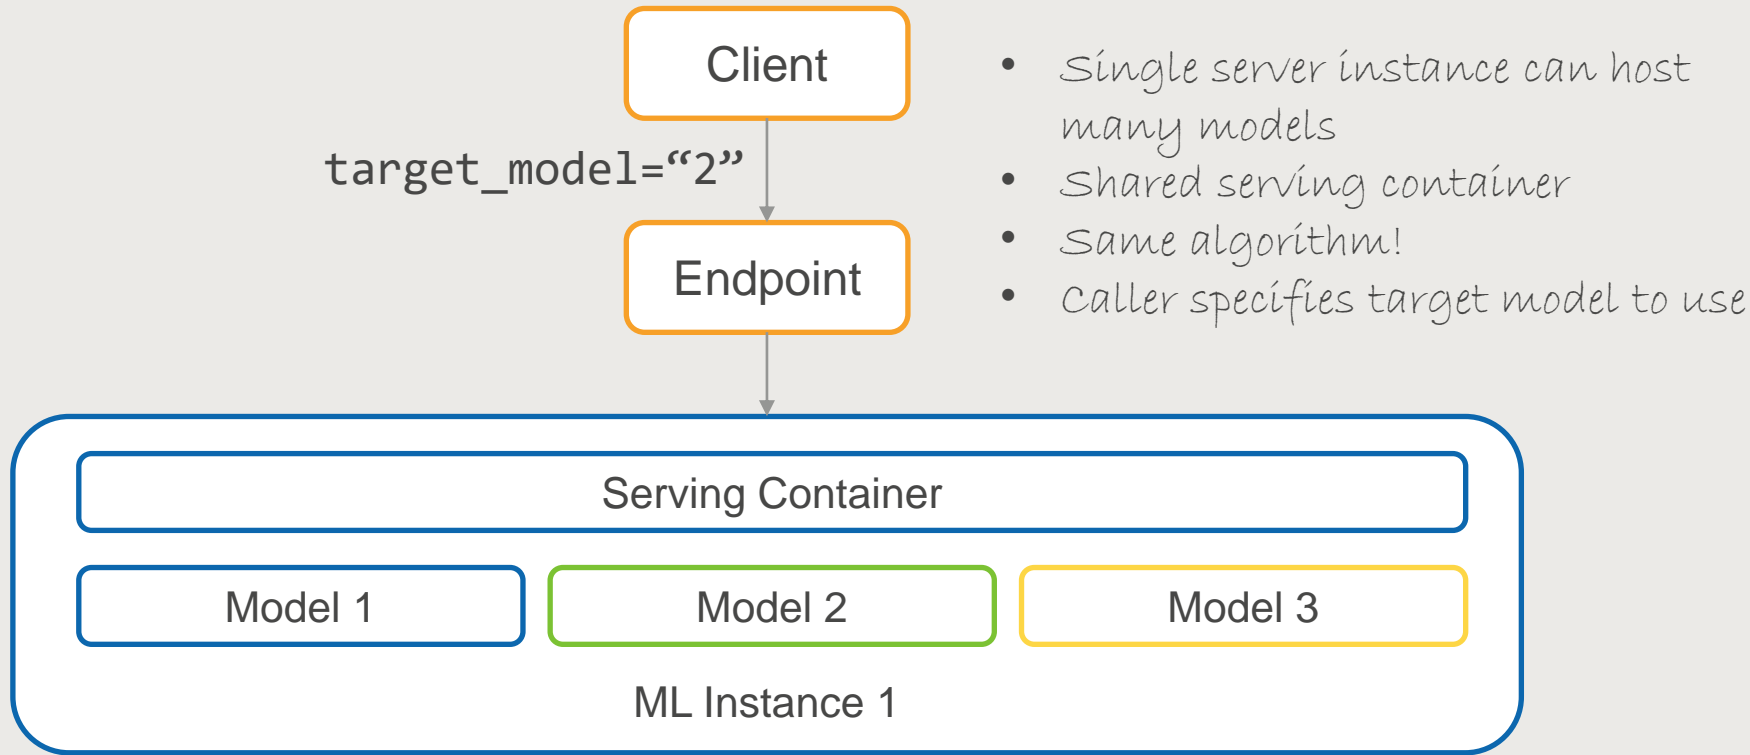 Client
target_model=“2”
Endpoint
• Single server instance can host
many models
• Shared serving container
• Same algorithm!
• Caller specifies target model to use
Serving Container
Model 1
Model 2
Model 3
ML Instance 1